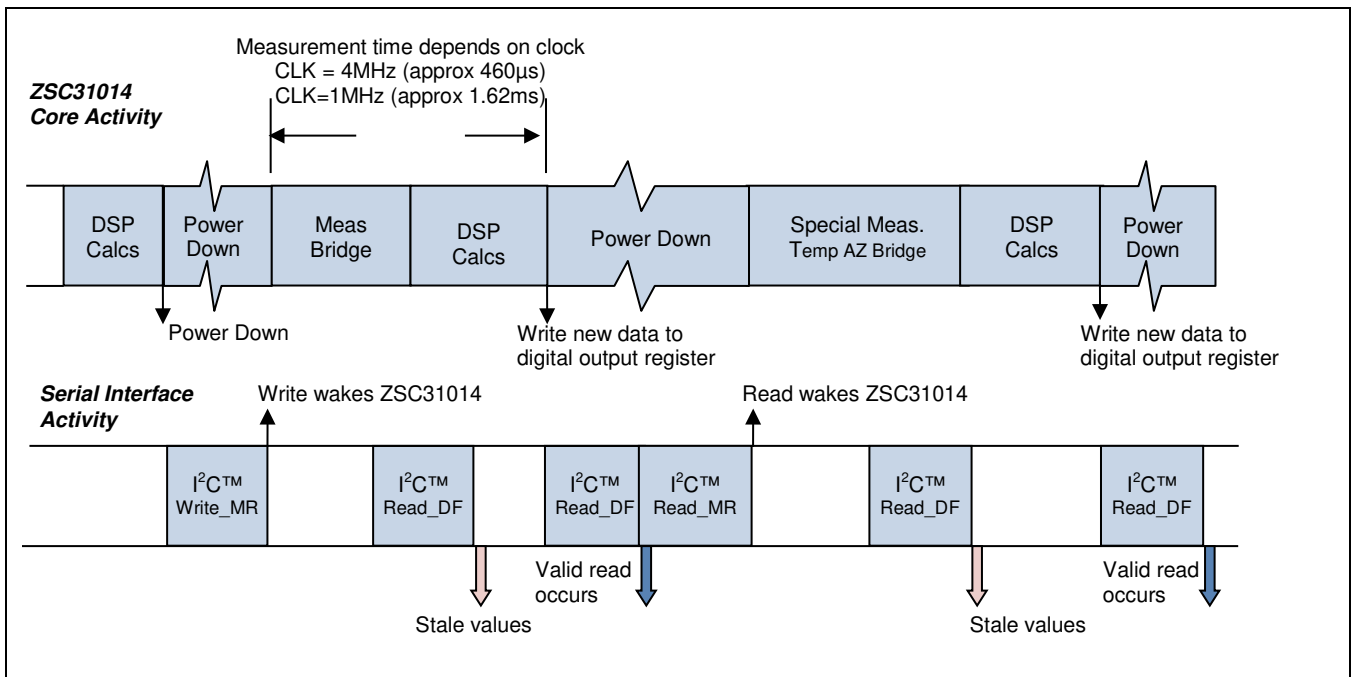 Measurement time depends on clock
CLK = 4MHz (approx 460µs)
CLK=1MHz (approx 1.62ms)
ZSC31014
Core Activity
DSP
Calcs
Power
Down
Meas
Bridge
DSP
Calcs
Power Down
Special Meas.
Temp AZ Bridge
DSP
Calcs
Power
Down
Power Down
Write new data to
digital output register
Write new data to
digital output register
Serial Interface
Activity
Write wakes ZSC31014
Read wakes ZSC31014
I²C™
Write_MR
I²C™
Read_DF
I²C™
Read_DF
I²C™
Read_MR
I²C™
Read_DF
I²C™
Read_DF
Stale values
Valid read
occurs
Stale values
Valid read
occurs